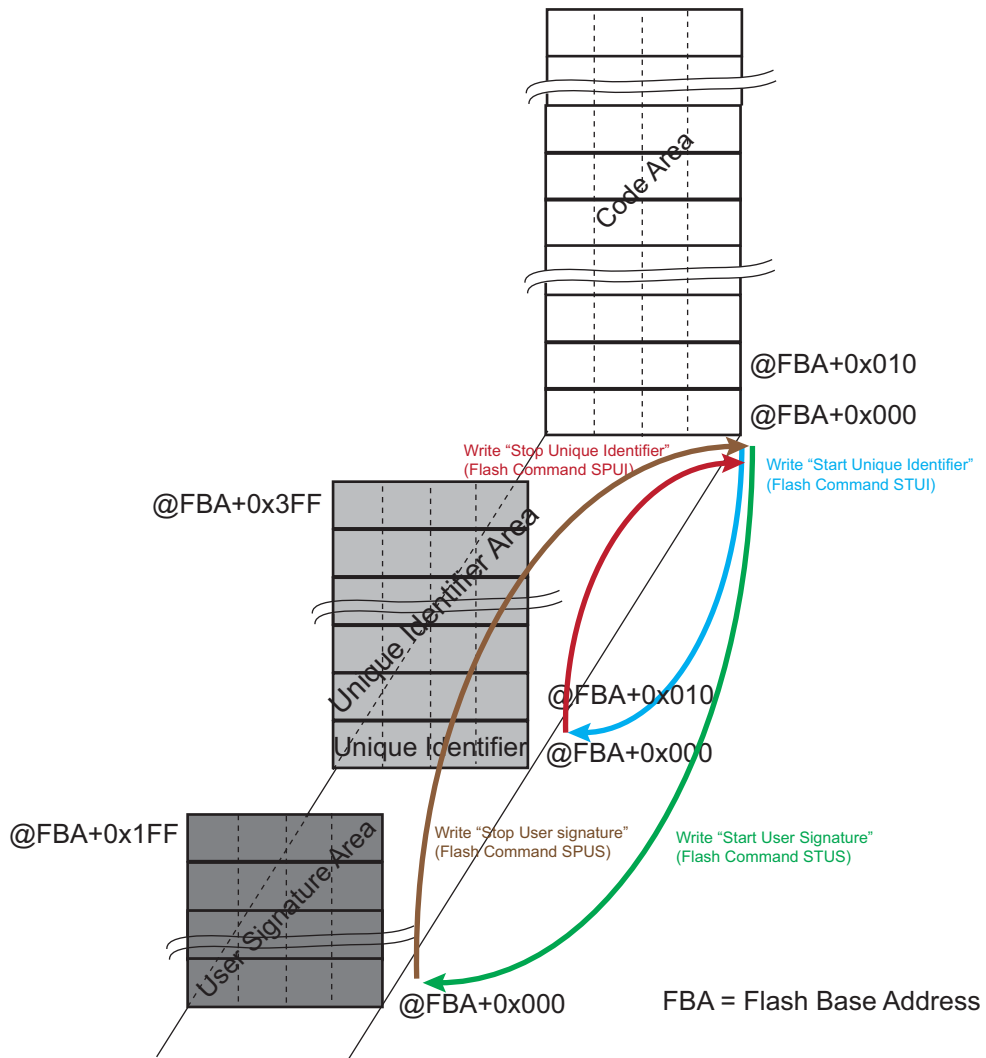 Code Area
@FBA+0x010
@FBA+0x000
Write “Stop Unique Identifier”
(Flash Command SPUI)
Write “Start Unique Identifier”
(Flash Command STUI)
@FBA+0x3FF
Unique Identifier Area
@FBA+0x010
Unique Identifier
@FBA+0x000
@FBA+0x1FF
User Signature Area
Write “Stop User signature”
(Flash Command SPUS)
Write “Start User Signature”
(Flash Command STUS)
@FBA+0x000
FBA = Flash Base Address